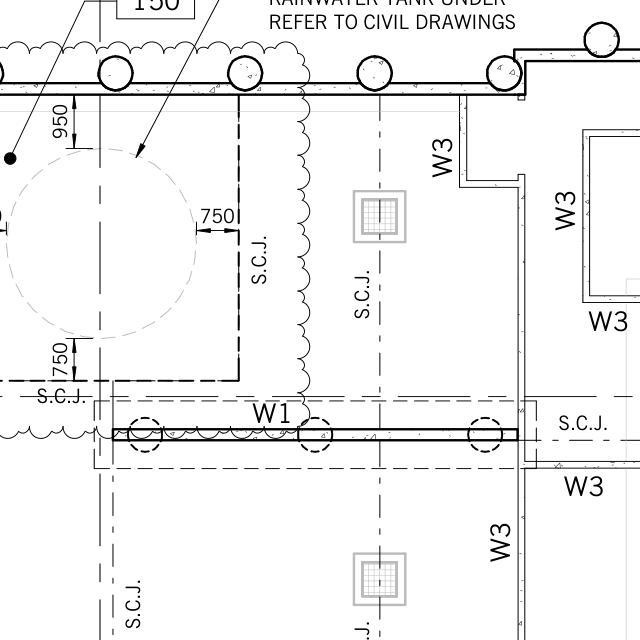 150
RAINWATER TANK UNDER
REFER TO CIVIL DRAWINGS
950
W3
750
W3
S.C.J.
S.C.J.
W3
750
S.C.J.
W1
S.C.J.
W3
W3
S.C.J.